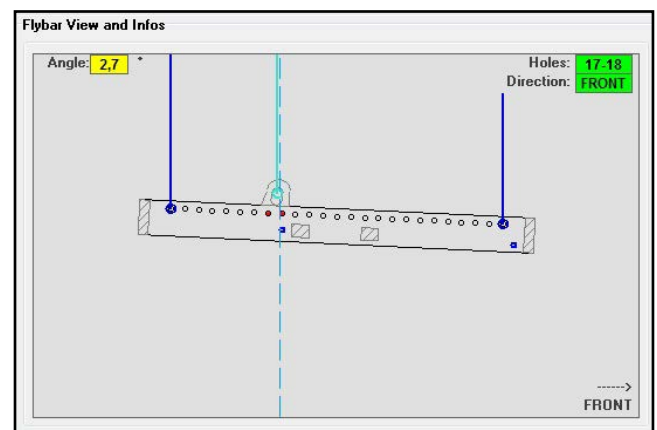 Flybar View and Infos
Angle: 2,7 °
Holes: 17-18
Direction: FRONT
------>
FRONT